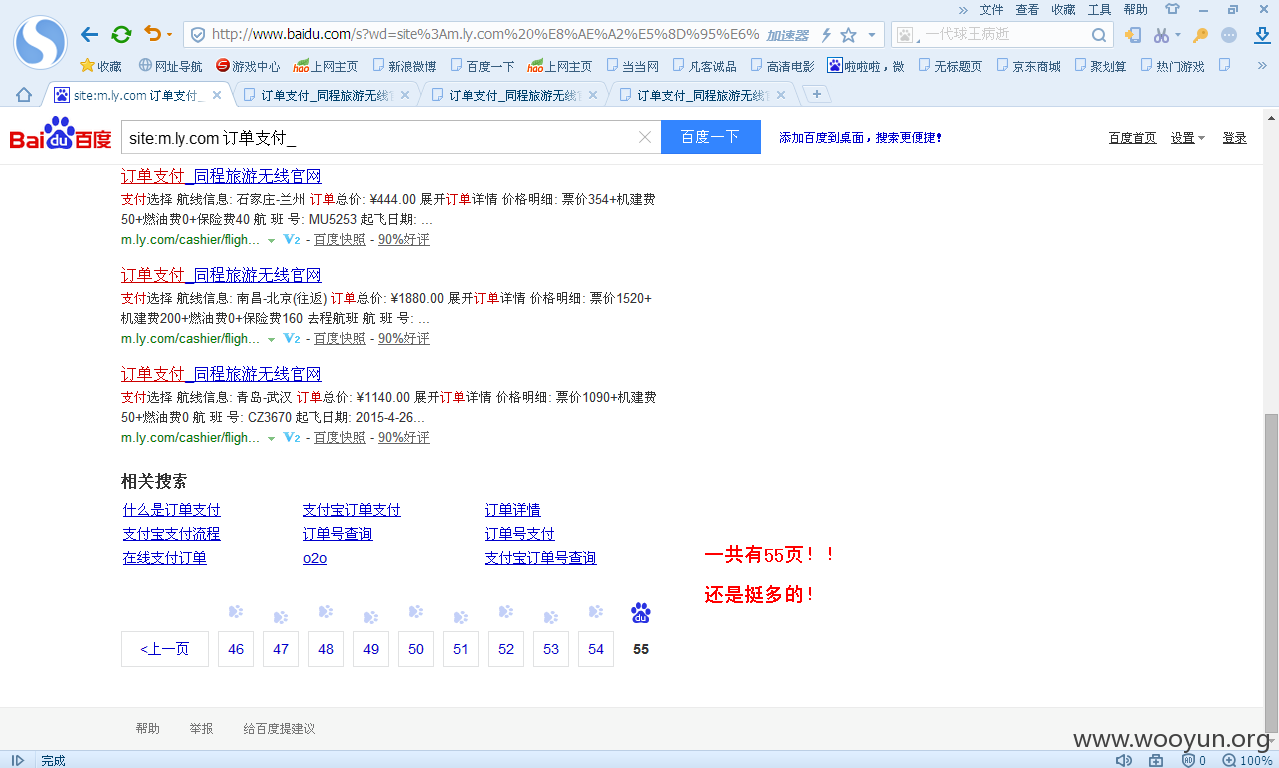 » 文件 查看 收藏 工具 帮助
http://www.baidu.com/s?wd=site%3Am.ly.com%20%E8%AE%A2%E5%8D%95%E6% 加速器 一代球王病逝
收藏 网址导航 游戏中心 hao上网主页 新浪微博 百度一下 hao上网主页 当当网 凡客诚品 高清电影 啦啦啦，微 无标题页 京东商城 聚划算 热门游戏 »
site:m.ly.com 订单支付_ 订单支付_同程旅游无线官 订单支付_同程旅游无线官 订单支付_同程旅游无线官
Bai du 百度 site:m.ly.com 订单支付_ 百度一下 添加百度到桌面，搜索更便捷！ 百度首页 设置 登录
订单支付_同程旅游无线官网
支付选择 航线信息: 石家庄-兰州 订单总价: ¥444.00 展开订单详情 价格明细: 票价354+机建费
50+燃油费0+保险费40 航 班 号: MU5253 起飞日期: ...
m.ly.com/cashier/fligh... V2 - 百度快照 - 90%好评
订单支付_同程旅游无线官网
支付选择 航线信息: 南昌-北京(往返) 订单总价: ¥1880.00 展开订单详情 价格明细: 票价1520+
机建费200+燃油费0+保险费160 去程航班 航 班 号: ...
m.ly.com/cashier/fligh... V2 - 百度快照 - 90%好评
订单支付_同程旅游无线官网
支付选择 航线信息: 青岛-武汉 订单总价: ¥1140.00 展开订单详情 价格明细: 票价1090+机建费
50+燃油费0 航 班 号: CZ3670 起飞日期: 2015-4-26...
m.ly.com/cashier/fligh... V2 - 百度快照 - 90%好评
相关搜索
什么是订单支付 支付宝订单支付 订单详情
支付宝支付流程 订单号查询 订单号支付
在线支付订单 o2o 支付宝订单号查询
一共有55页！！
还是挺多的！
du
<上一页 46 47 48 49 50 51 52 53 54 55
帮助 举报 给百度提建议
www.wooyun.org
完成 0 100%